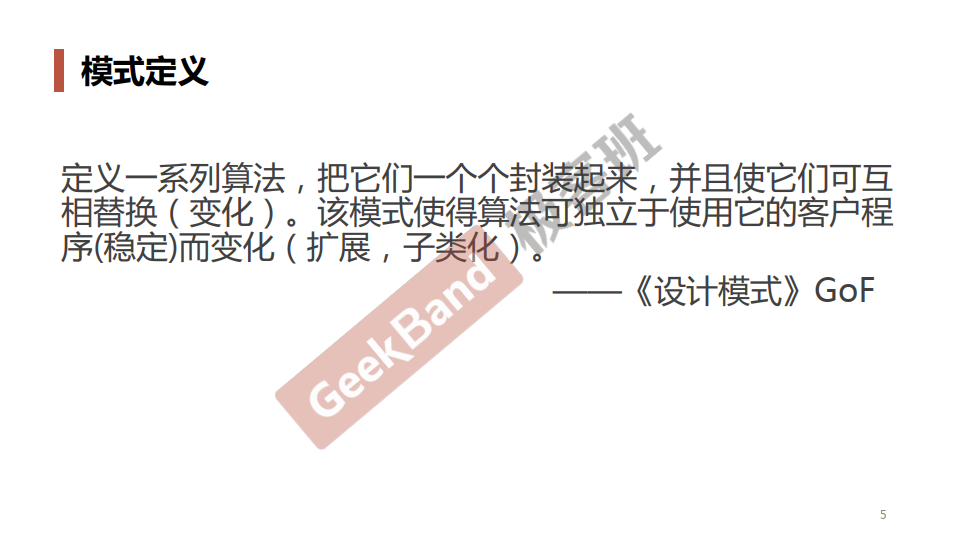 模式定义
定义一系列算法，把它们一个个封装起来，并且使它们可互
相替换（变化）。该模式使得算法可独立于使用它的客户程
序(稳定)而变化（扩展，子类化）。
——《设计模式》GoF
GeekBand 极客班
5